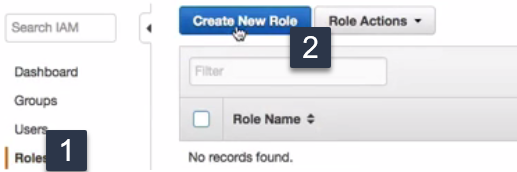 Search IAM
Dashboard
Groups
Users
Roles
1
Create New Role
Role Actions
2
Filter
Role Name
No records found.